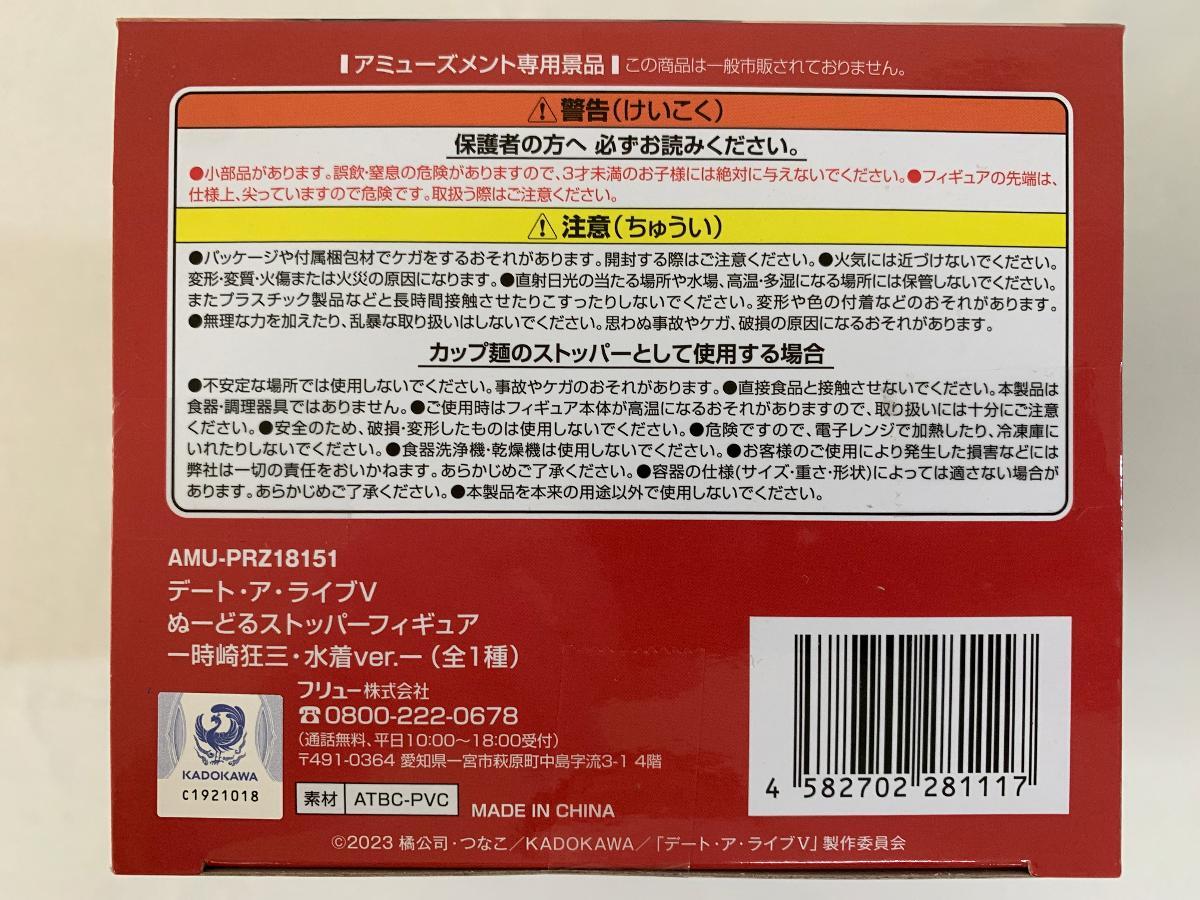 アミューズメント専用景品 この商品は一般市販されておりません。
警告(けいこく)
保護者の方へ 必ずお読みください。
●小部品があります。誤飲・窒息の危険がありますので、3才未満のお子様には絶対に与えないでください。●フィギュアの先端は、
仕様上、尖っていますので危険です。取扱う際はご注意ください。
注意(ちゅうい)
●パッケージや付属梱包材でケガをするおそれがあります。開封する際はご注意ください。●火気には近づけないでください。
変形・変質・火傷または火災の原因になります。●直射日光の当たる場所や水場、高温・多湿になる場所には保管しないでください。
またプラスチック製品などと長時間接触させたりこすったりしないでください。変形や色の付着などのおそれがあります。
●無理な力を加えたり、乱暴な取り扱いはしないでください。思わぬ事故やケガ、破損の原因になるおそれがあります。
カップ麺のストッパーとして使用する場合
●不安定な場所では使用しないでください。事故やケガのおそれがあります。●直接食品と接触させないでください。本製品は
食器・調理器具ではありません。●ご使用時はフィギュア本体が高温になるおそれがありますので、取り扱いには十分にご注意
ください。●安全のため、破損・変形したものは使用しないでください。●危険ですので、電子レンジで加熱したり、冷凍庫に
いれたりしないでください。●食器洗浄機・乾燥機は使用しないでください。●お客様のご使用により発生した損害などには
弊社は一切の責任をおいかねます。あらかじめご了承ください。●容器の仕様(サイズ・重さ・形状)によっては適さない場合が
あります。あらかじめご了承ください。●本製品を本来の用途以外で使用しないでください。
AMU-PRZ18151
デート・ア・ライブV
ぬーどるストッパーフィギュア
ー時崎狂三・水着ver.ー(全1種)
フリュー株式会社
☎0800-222-0678
(通話無料、平日10:00～18:00受付)
〒491-0364 愛知県一宮市萩原町中島字流3-1 4階
KADOKAWA
C1921018
素材 ATBC-PVC
MADE IN CHINA
4 582702 281117
©2023 橘公司・つなこ／KADOKAWA／「デート・ア・ライブV」製作委員会